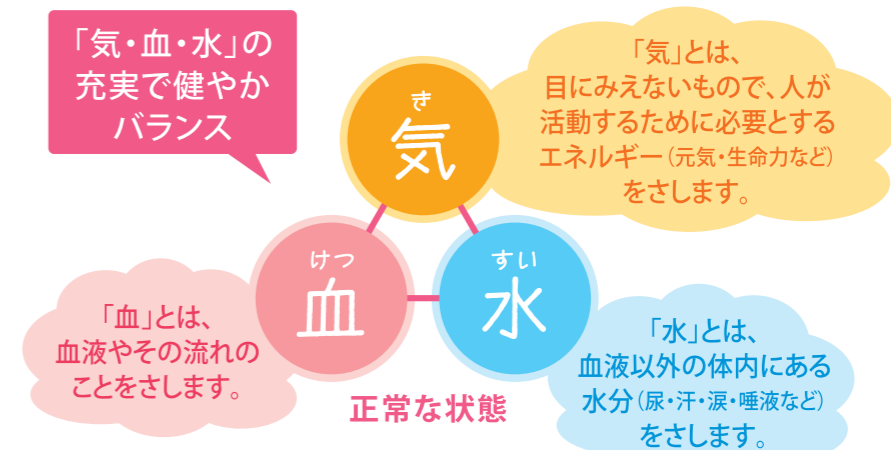 「気・血・水」の
充実で健やか
バランス
き
気
「気」とは、
目にみえないもので、人が
活動するために必要とする
エネルギー（元気・生命力など）
をさします。
けつ
血
「血」とは、
血液やその流れの
ことをさします。
すい
水
「水」とは、
血液以外の体内にある
水分（尿・汗・涙・唾液など）
をさします。
正常な状態